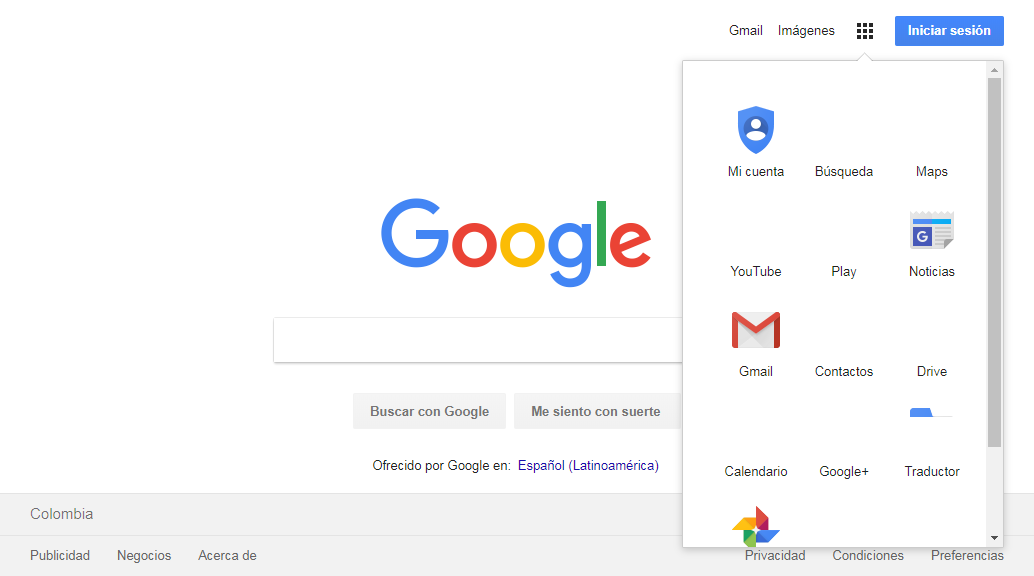 Gmail Imágenes Iniciar sesión
Mi cuenta Búsqueda Maps
G
YouTube Play Noticias
Google
Gmail Contactos Drive
Buscar con Google Me siento con suerte
Ofrecido por Google en: Español (Latinoamérica)
Calendario Google+ Traductor
Colombia
Publicidad Negocios Acerca de Privacidad Condiciones Preferencias